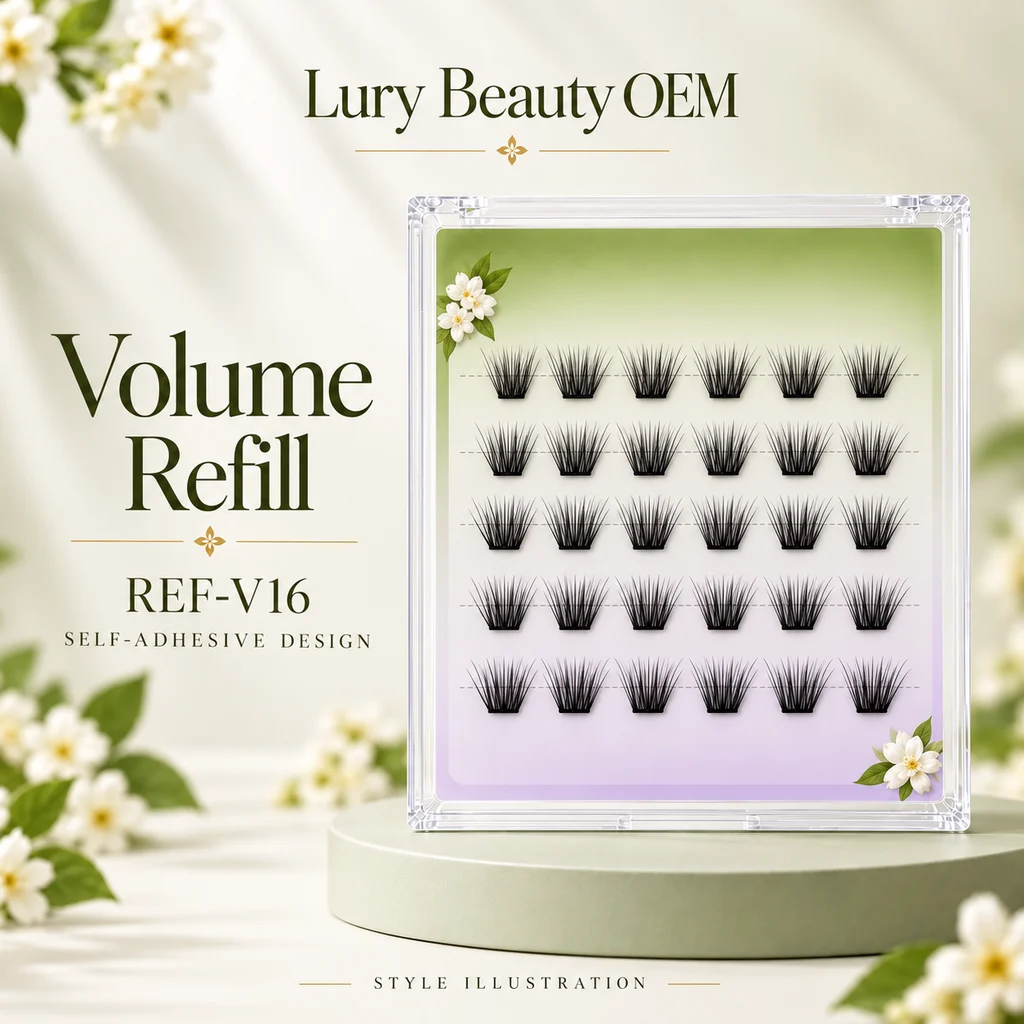 Lury Beauty OEM
Volume
Refill
REF-V16
SELF-ADHESIVE DESIGN
STYLE ILLUSTRATION